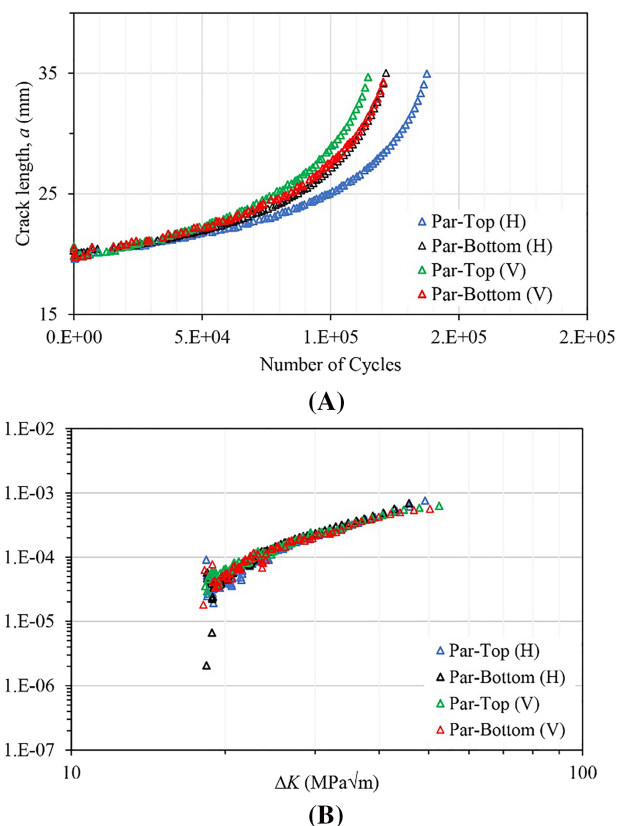 35
25
15
Crack length, a (mm)
Par-Top (H)
Par-Bottom (H)
Par-Top (V)
Par-Bottom (V)
0.E+00
5.E+04
1.E+05
2.E+05
2.E+05
Number of Cycles
(A)
1.E-02
1.E-03
1.E-04
1.E-05
1.E-06
1.E-07
Par-Top (H)
Par-Bottom (H)
Par-Top (V)
Par-Bottom (V)
10
100
ΔK (MPa√m)
(B)